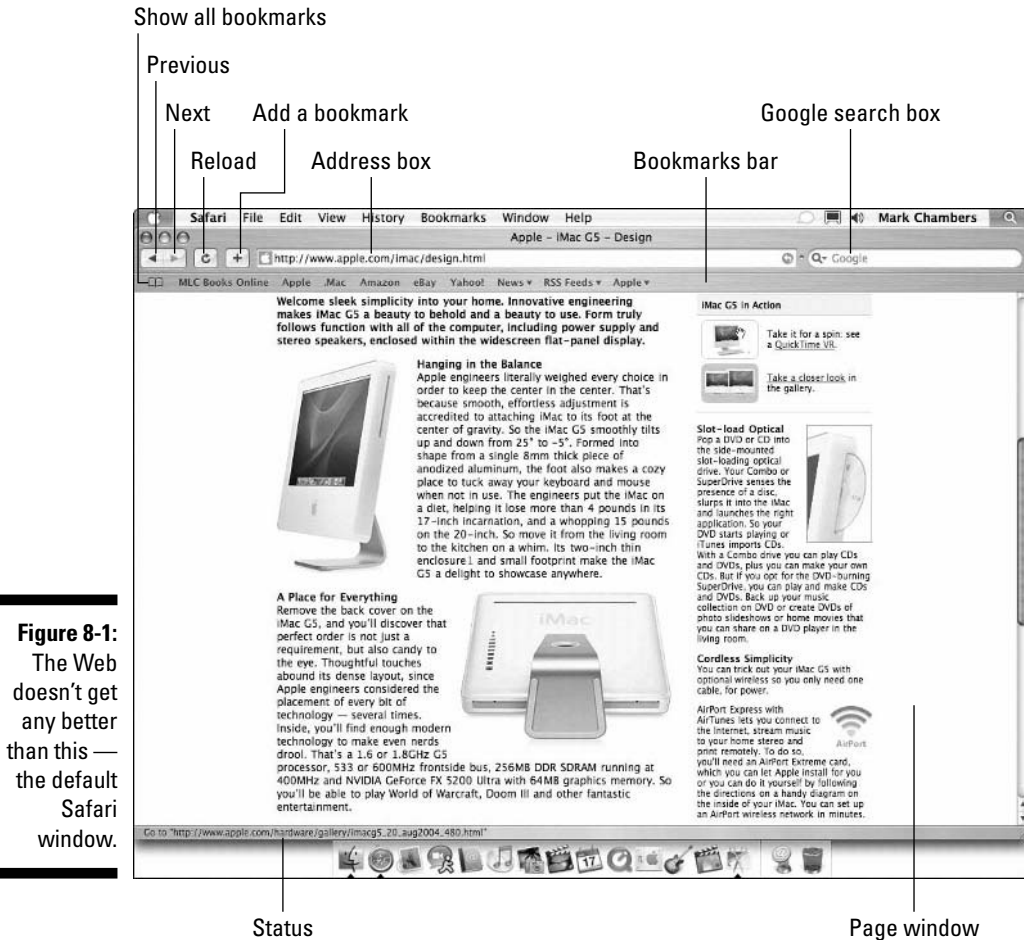 Show all bookmarks
Previous
Next
Add a bookmark
Google search box
Reload
Address box
Bookmarks bar
Safari File Edit View History Bookmarks Window Help
Mark Chambers
Apple – iMac G5 – Design
http://www.apple.com/imac/design.html
Google
MLC Books Online Apple .Mac Amazon eBay Yahoo! News RSS Feeds Apple
Welcome sleek simplicity into your home. Innovative engineering
makes iMac G5 a beauty to behold and a beauty to use. Form truly
follows function with all of the computer, including power supply and
stereo speakers, enclosed within the widescreen flat-panel display.
Hanging in the Balance
Apple engineers literally weighed every choice in
order to keep the center in the center. That's
because smooth, effortless adjustment is
accredited to attaching iMac to its foot at the
center of gravity. So the iMac G5 smoothly tilts
up and down from 25° to -5°. Formed into
shape from a single 8mm thick piece of
anodized aluminum, the foot also makes a cozy
place to tuck away your keyboard and mouse
when not in use. The engineers put the iMac on
a diet, helping it lose more than 4 pounds in its
17-inch incarnation, and a whopping 15 pounds
on the 20-inch. So move it from the living room
to the kitchen on a whim. Its two-inch thin
enclosure1 and small footprint make the iMac
G5 a delight to showcase anywhere.
A Place for Everything
Remove the back cover on the
iMac G5, and you'll discover that
perfect order is not just a
requirement, but also candy to
the eye. Thoughtful touches
abound its dense layout, since
Apple engineers considered the
placement of every bit of
technology — several times.
Inside, you'll find enough modern
technology to make even nerds
drool. That's a 1.6 or 1.8GHz G5
processor, 533 or 600MHz frontside bus, 256MB DDR SDRAM running at
400MHz and NVIDIA GeForce FX 5200 Ultra with 64MB graphics memory. So
you'll be able to play World of Warcraft, Doom III and other fantastic
entertainment.
iMac
iMac G5 in Action
Take it for a spin: see
a QuickTime VR.
Take a closer look in
the gallery.
Slot-load Optical
Pop a DVD or CD into
the side-mounted
slot-loading optical
drive. Your Combo or
SuperDrive senses the
presence of a disc,
slurps it into the iMac
and launches the right
application. So your
DVD starts playing or
iTunes imports CDs.
With a Combo drive you can play CDs
and DVDs, plus you can make your own
CDs. But if you opt for the DVD-burning
SuperDrive, you can play and make CDs
and DVDs. Back up your music
collection on DVD or create DVDs of
photo slideshows or home movies that
you can share on a DVD player in the
living room.
Cordless Simplicity
You can trick out your iMac G5 with
optional wireless so you only need one
cable, for power.
AirPort Express with
AirTunes lets you connect to
the Internet, stream music
to your home stereo and
print remotely. To do so,
you'll need an AirPort Extreme card,
which you can let Apple install for you
or you can do it yourself by following
the directions on a handy diagram on
the inside of your iMac. You can set up
an AirPort wireless network in minutes.
AirPort
Go to "http://www.apple.com/hardware/gallery/imacg5_20_aug2004_480.html"
17
Status
Page window
Figure 8-1:
The Web
doesn't get
any better
than this —
the default
Safari
window.